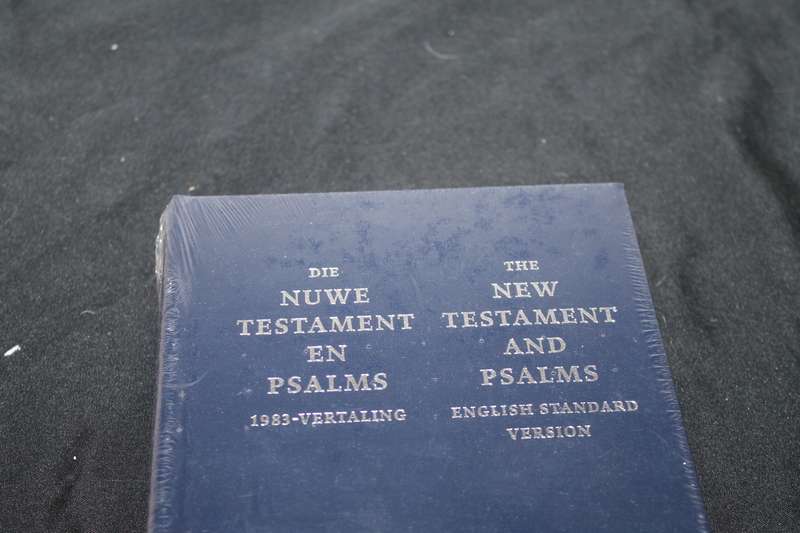 DIE
NUWE
TESTAMENT
EN
PSALMS
1983-VERTALING
THE
NEW
TESTAMENT
AND
PSALMS
ENGLISH STANDARD
VERSION